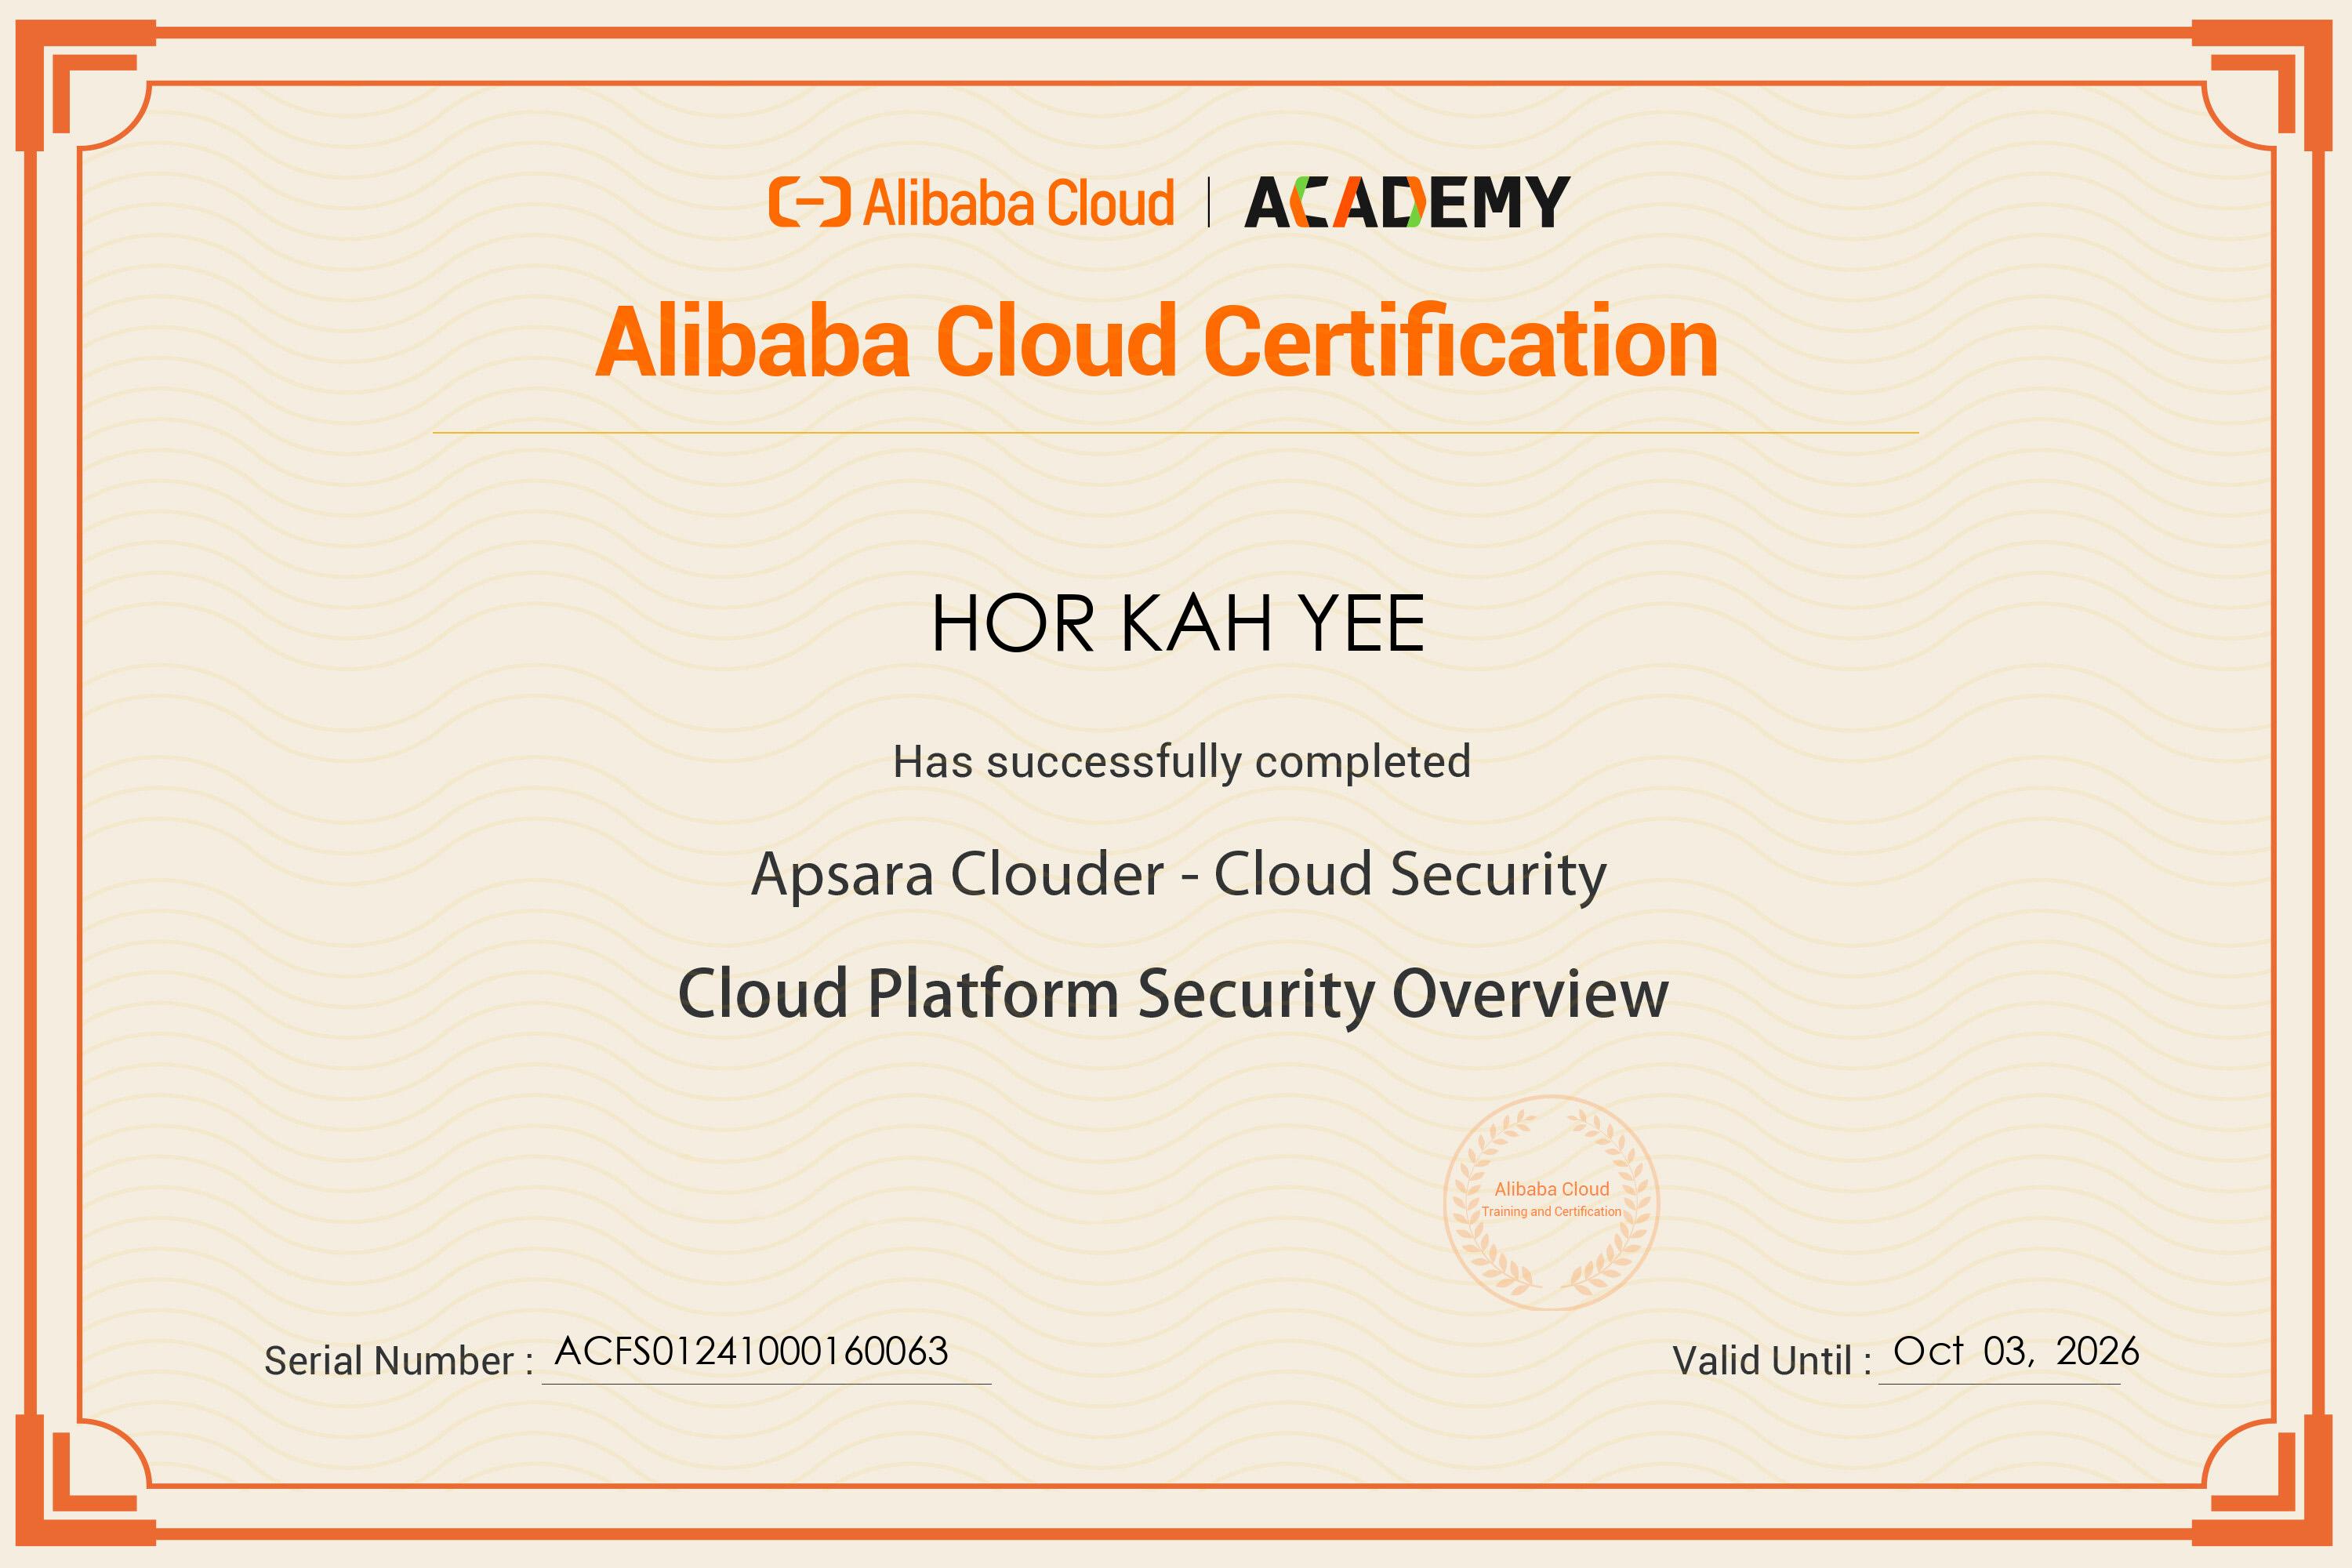 Alibaba Cloud | ACADEMY
Alibaba Cloud Certification
HOR KAH YEE
Has successfully completed
Apsara Clouder - Cloud Security
Cloud Platform Security Overview
Alibaba Cloud
Training and Certification
Serial Number : ACFS01241000160063
Valid Until : Oct 03, 2026